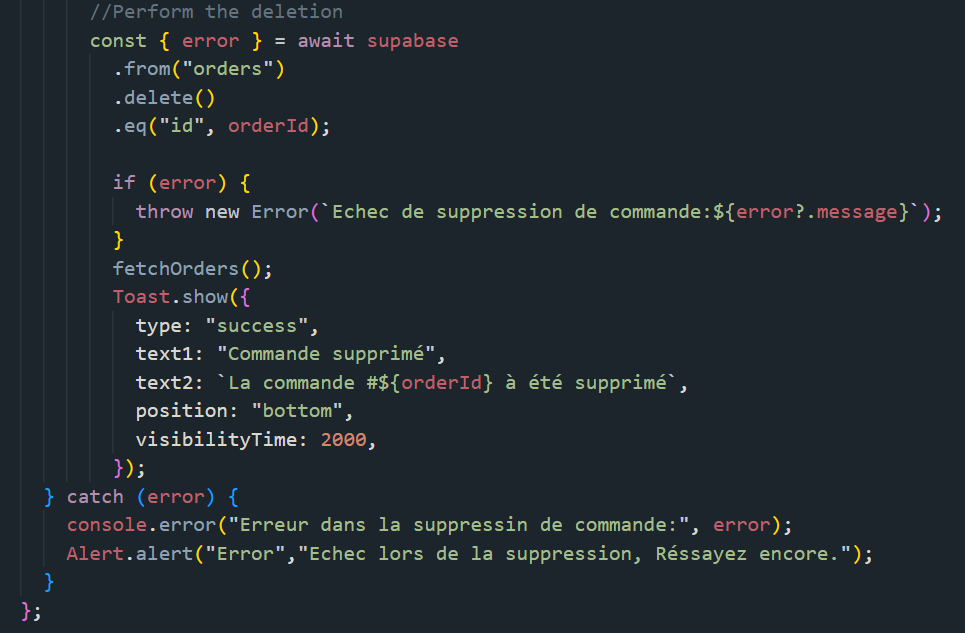 //Perform the deletion
const { error } = await supabase
.from("orders")
.delete()
.eq("id", orderId);
if (error) {
throw new Error(`Echec de suppression de commande:${error?.message}`);
}
fetchOrders();
Toast.show({
type: "success",
text1: "Commande supprimé",
text2: `La commande #${orderId} à été supprimé`,
position: "bottom",
visibilityTime: 2000,
});
} catch (error) {
console.error("Erreur dans la suppressin de commande:", error);
Alert.alert("Error","Echec lors de la suppression, Réssayez encore.");
}
};